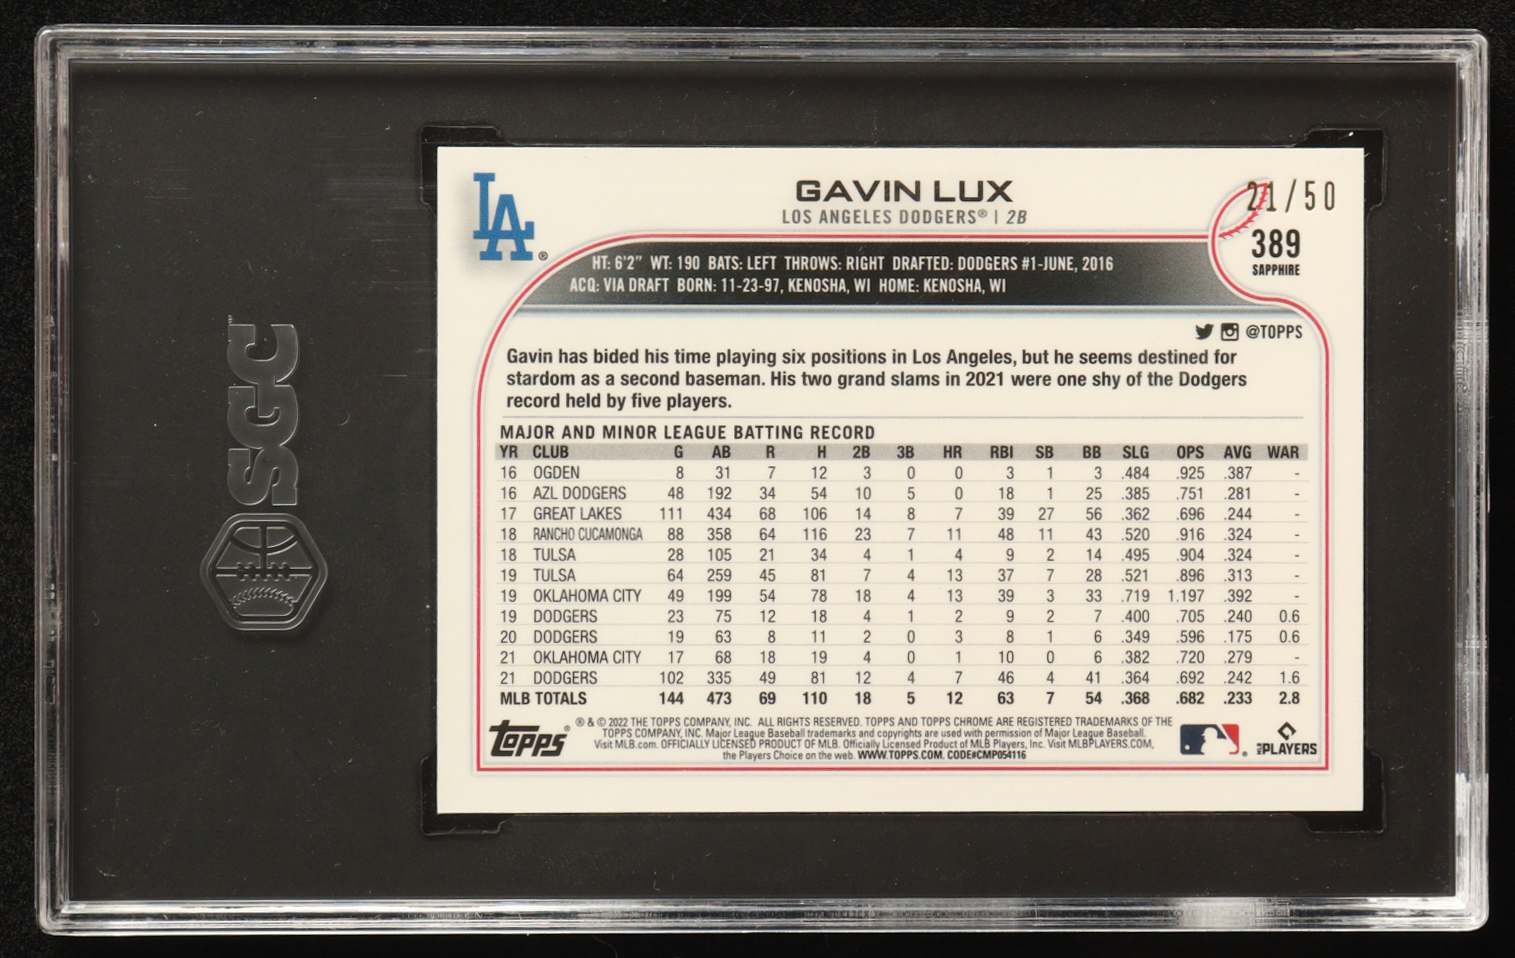 SGC
LA®
GAVIN LUX
LOS ANGELES DODGERS® | 2B
21/50
389
SAPPHIRE
HT: 6'2" WT: 190 BATS: LEFT THROWS: RIGHT DRAFTED: DODGERS #1-JUNE, 2016
ACQ: VIA DRAFT BORN: 11-23-97, KENOSHA, WI HOME: KENOSHA, WI
@TOPPS
Gavin has bided his time playing six positions in Los Angeles, but he seems destined for
stardom as a second baseman. His two grand slams in 2021 were one shy of the Dodgers
record held by five players.
MAJOR AND MINOR LEAGUE BATTING RECORD
YR CLUB G AB R H 2B 3B HR RBI SB BB SLG OPS AVG WAR
16 OGDEN 8 31 7 12 3 0 0 3 1 3 .484 .925 .387 -
16 AZL DODGERS 48 192 34 54 10 5 0 18 1 25 .385 .751 .281 -
17 GREAT LAKES 111 434 68 106 14 8 7 39 27 56 .362 .696 .244 -
18 RANCHO CUCAMONGA 88 358 64 116 23 7 11 48 11 43 .520 .916 .324 -
18 TULSA 28 105 21 34 4 1 4 9 2 14 .495 .904 .324 -
19 TULSA 64 259 45 81 7 4 13 37 7 28 .521 .896 .313 -
19 OKLAHOMA CITY 49 199 54 78 18 4 13 39 3 33 .719 1.197 .392 -
19 DODGERS 23 75 12 18 4 1 2 9 2 7 .400 .705 .240 0.6
20 DODGERS 19 63 8 11 2 0 3 8 1 6 .349 .596 .175 0.6
21 OKLAHOMA CITY 17 68 18 19 4 0 1 10 0 6 .382 .720 .279 -
21 DODGERS 102 335 49 81 12 4 7 46 4 41 .364 .692 .242 1.6
MLB TOTALS 144 473 69 110 18 5 12 63 7 54 .368 .682 .233 2.8
Topps®
® & © 2022 THE TOPPS COMPANY, INC. ALL RIGHTS RESERVED. TOPPS AND TOPPS CHROME ARE REGISTERED TRADEMARKS OF THE
TOPPS COMPANY, INC. Major League Baseball trademarks and copyrights are used with permission of Major League Baseball.
Visit MLB.com. OFFICIALLY LICENSED PRODUCT OF MLB. Officially Licensed Product of MLB Players, Inc. Visit MLBPLAYERS.COM,
the Players Choice on the web. WWW.TOPPS.COM. CODE#CMP054116
PLAYERS